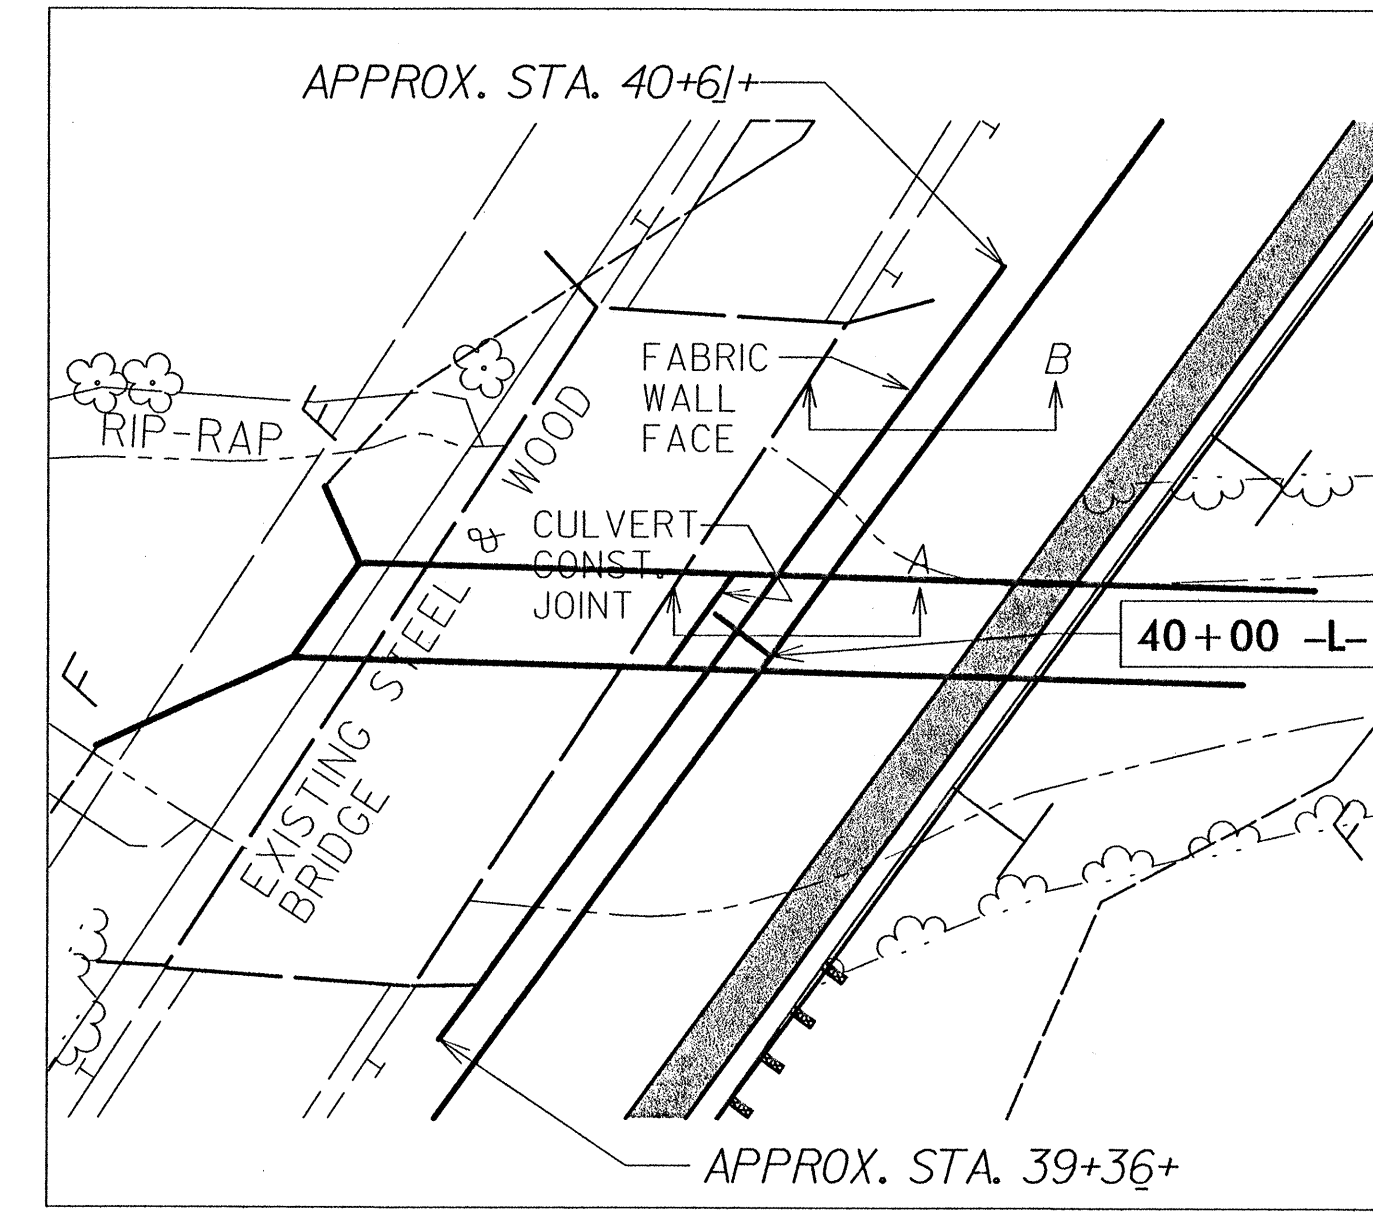 APPROX. STA. 40+61±
FABRIC
WALL
FACE
B
RIP-RAP
F
WOOD
&
STEEL
EXISTING
BRIDGE
CULVERT
CONST.
JOINT
A
40+00 -L-
F
F
APPROX. STA. 39+36±